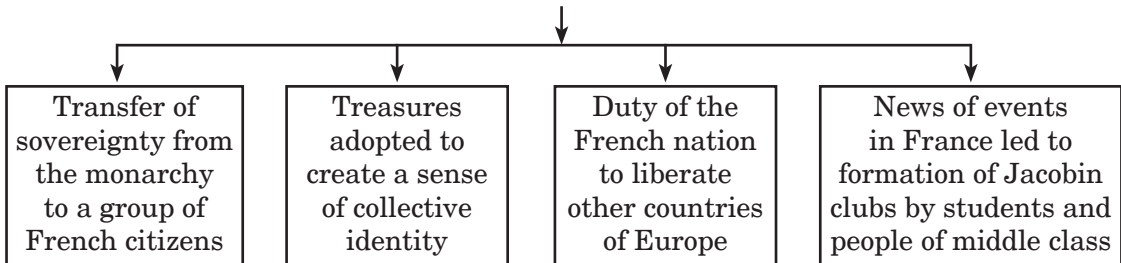 Transfer of
sovereignty from
the monarchy
to a group of
French citizens
Treasures
adopted to
create a sense
of collective
identity
Duty of the
French nation
to liberate
other countries
of Europe
News of events
in France led to
formation of Jacobin
clubs by students and
people of middle class